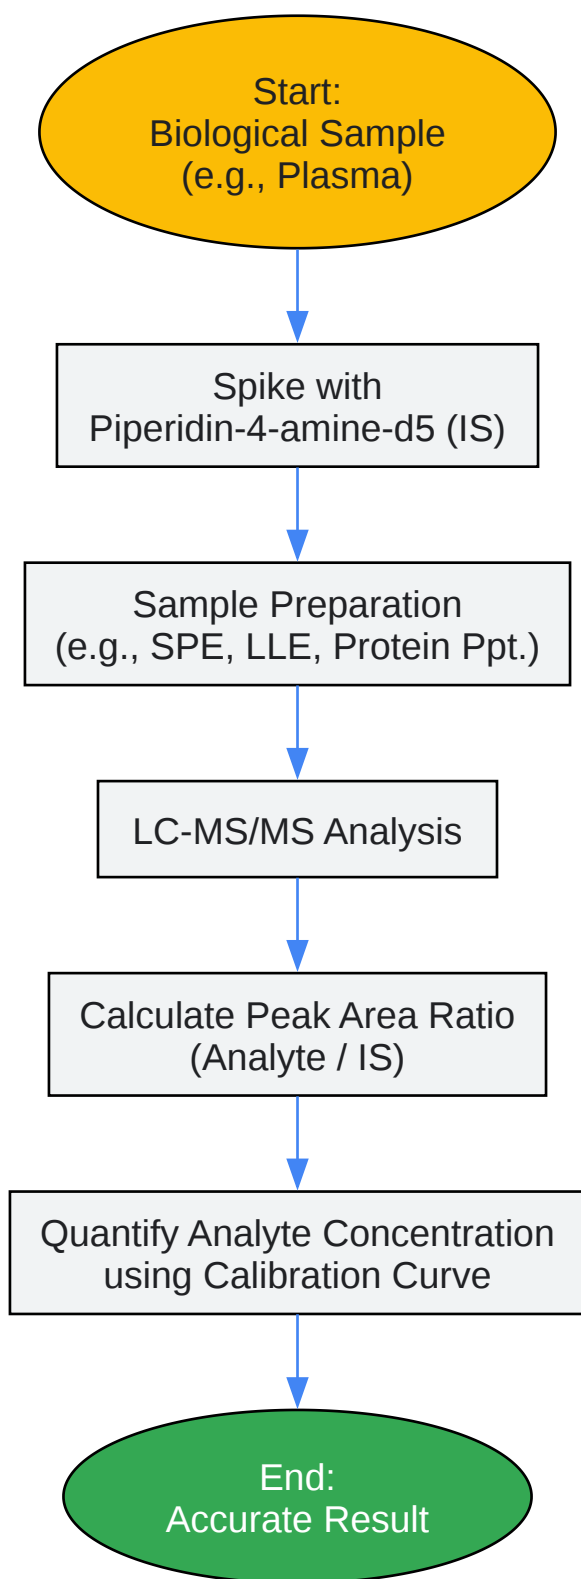 Start:
Biological Sample
(e.g., Plasma)
Spike with
Piperidin-4-amine-d5 (IS)
Sample Preparation
(e.g., SPE, LLE, Protein Ppt.)
LC-MS/MS Analysis
Calculate Peak Area Ratio
(Analyte / IS)
Quantify Analyte Concentration
using Calibration Curve
End:
Accurate Result